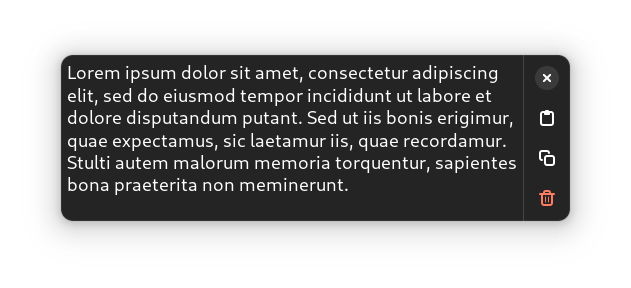 Lorem ipsum dolor sit amet, consectetur adipiscing
elit, sed do eiusmod tempor incididunt ut labore et
dolore disputandum putant. Sed ut iis bonis erigimur,
quae expectamus, sic laetamur iis, quae recordamur.
Stulti autem malorum memoria torquentur, sapientes
bona praeterita non meminerunt.